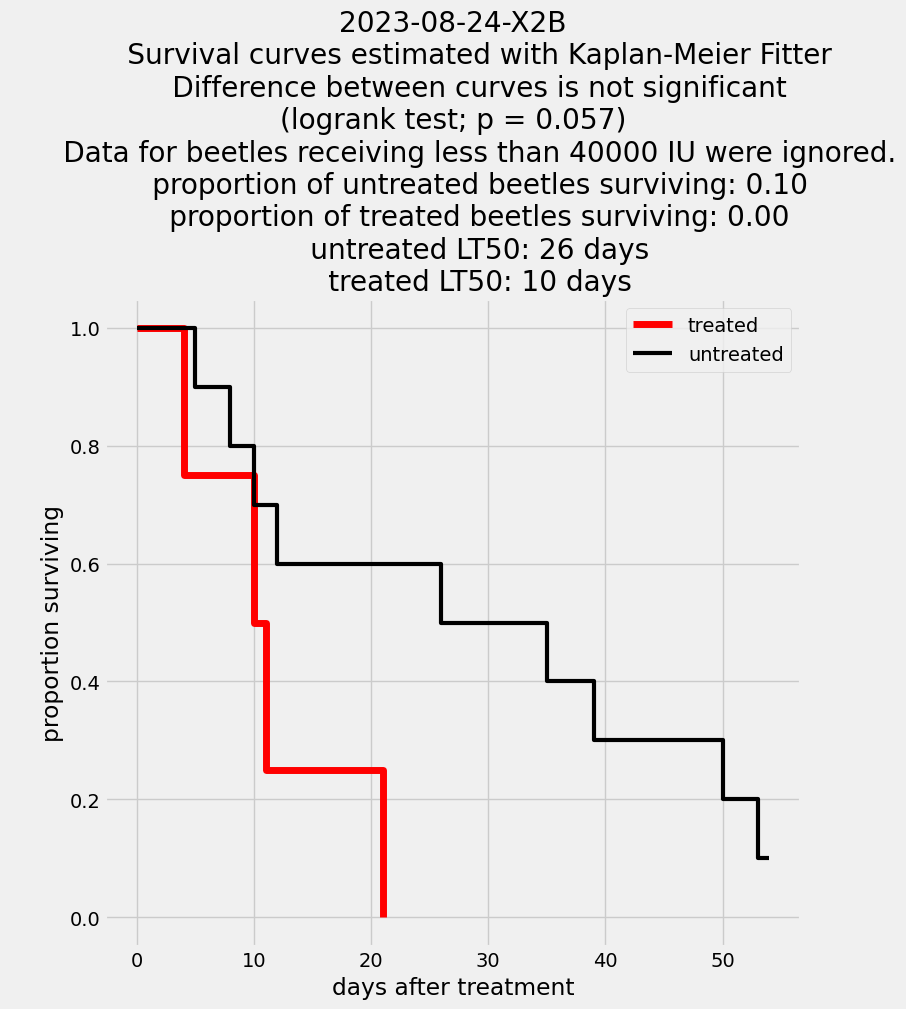 2023-08-24-X2B
Survival curves estimated with Kaplan-Meier Fitter
Difference between curves is not significant
(logrank test; p = 0.057)
Data for beetles receiving less than 40000 IU were ignored.
proportion of untreated beetles surviving: 0.10
proportion of treated beetles surviving: 0.00
untreated LT50: 26 days
treated LT50: 10 days
treated
untreated
1.0
0.8
0.6
0.4
0.2
0.0
proportion surviving
0 10 20 30 40 50
days after treatment